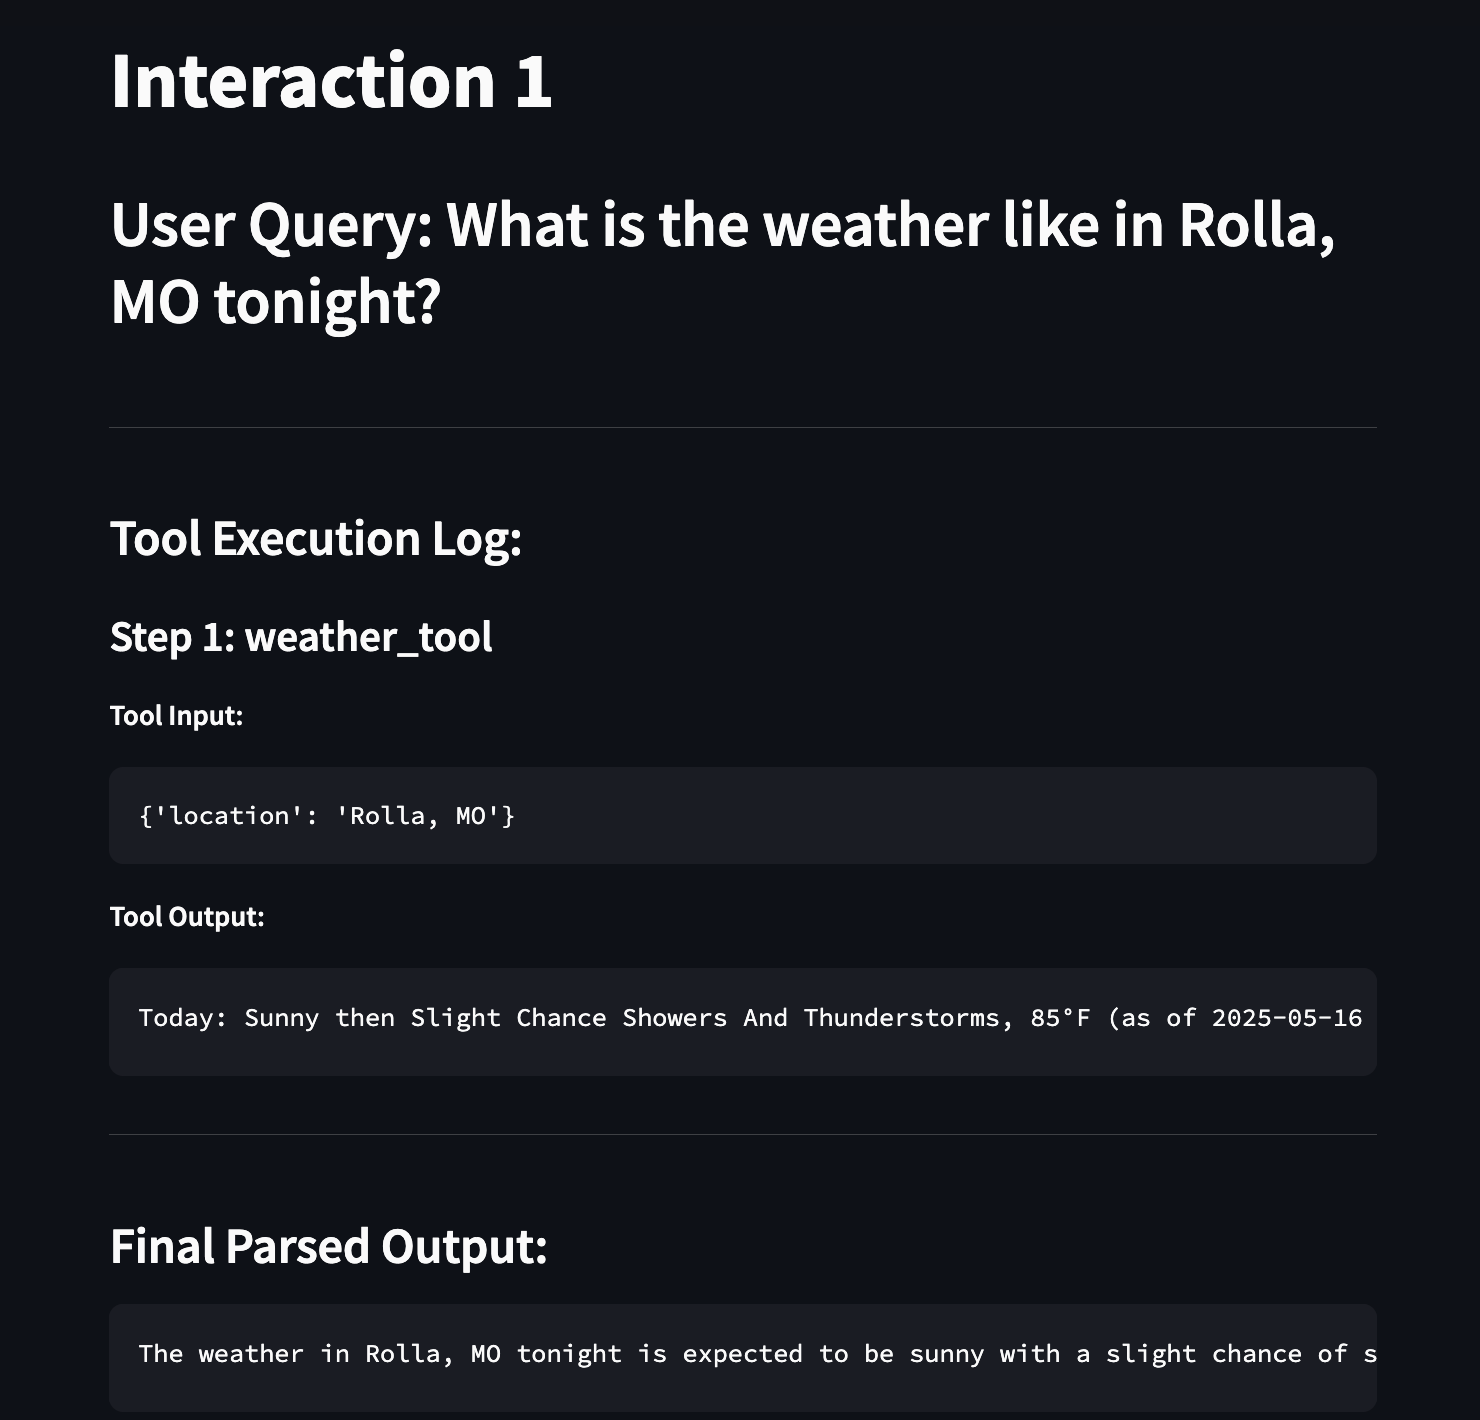 Interaction 1
User Query: What is the weather like in Rolla,
MO tonight?
Tool Execution Log:
Step 1: weather_tool
Tool Input:
{'location': 'Rolla, MO'}
Tool Output:
Today: Sunny then Slight Chance Showers And Thunderstorms, 85°F (as of 2025-05-16
Final Parsed Output:
The weather in Rolla, MO tonight is expected to be sunny with a slight chance of s